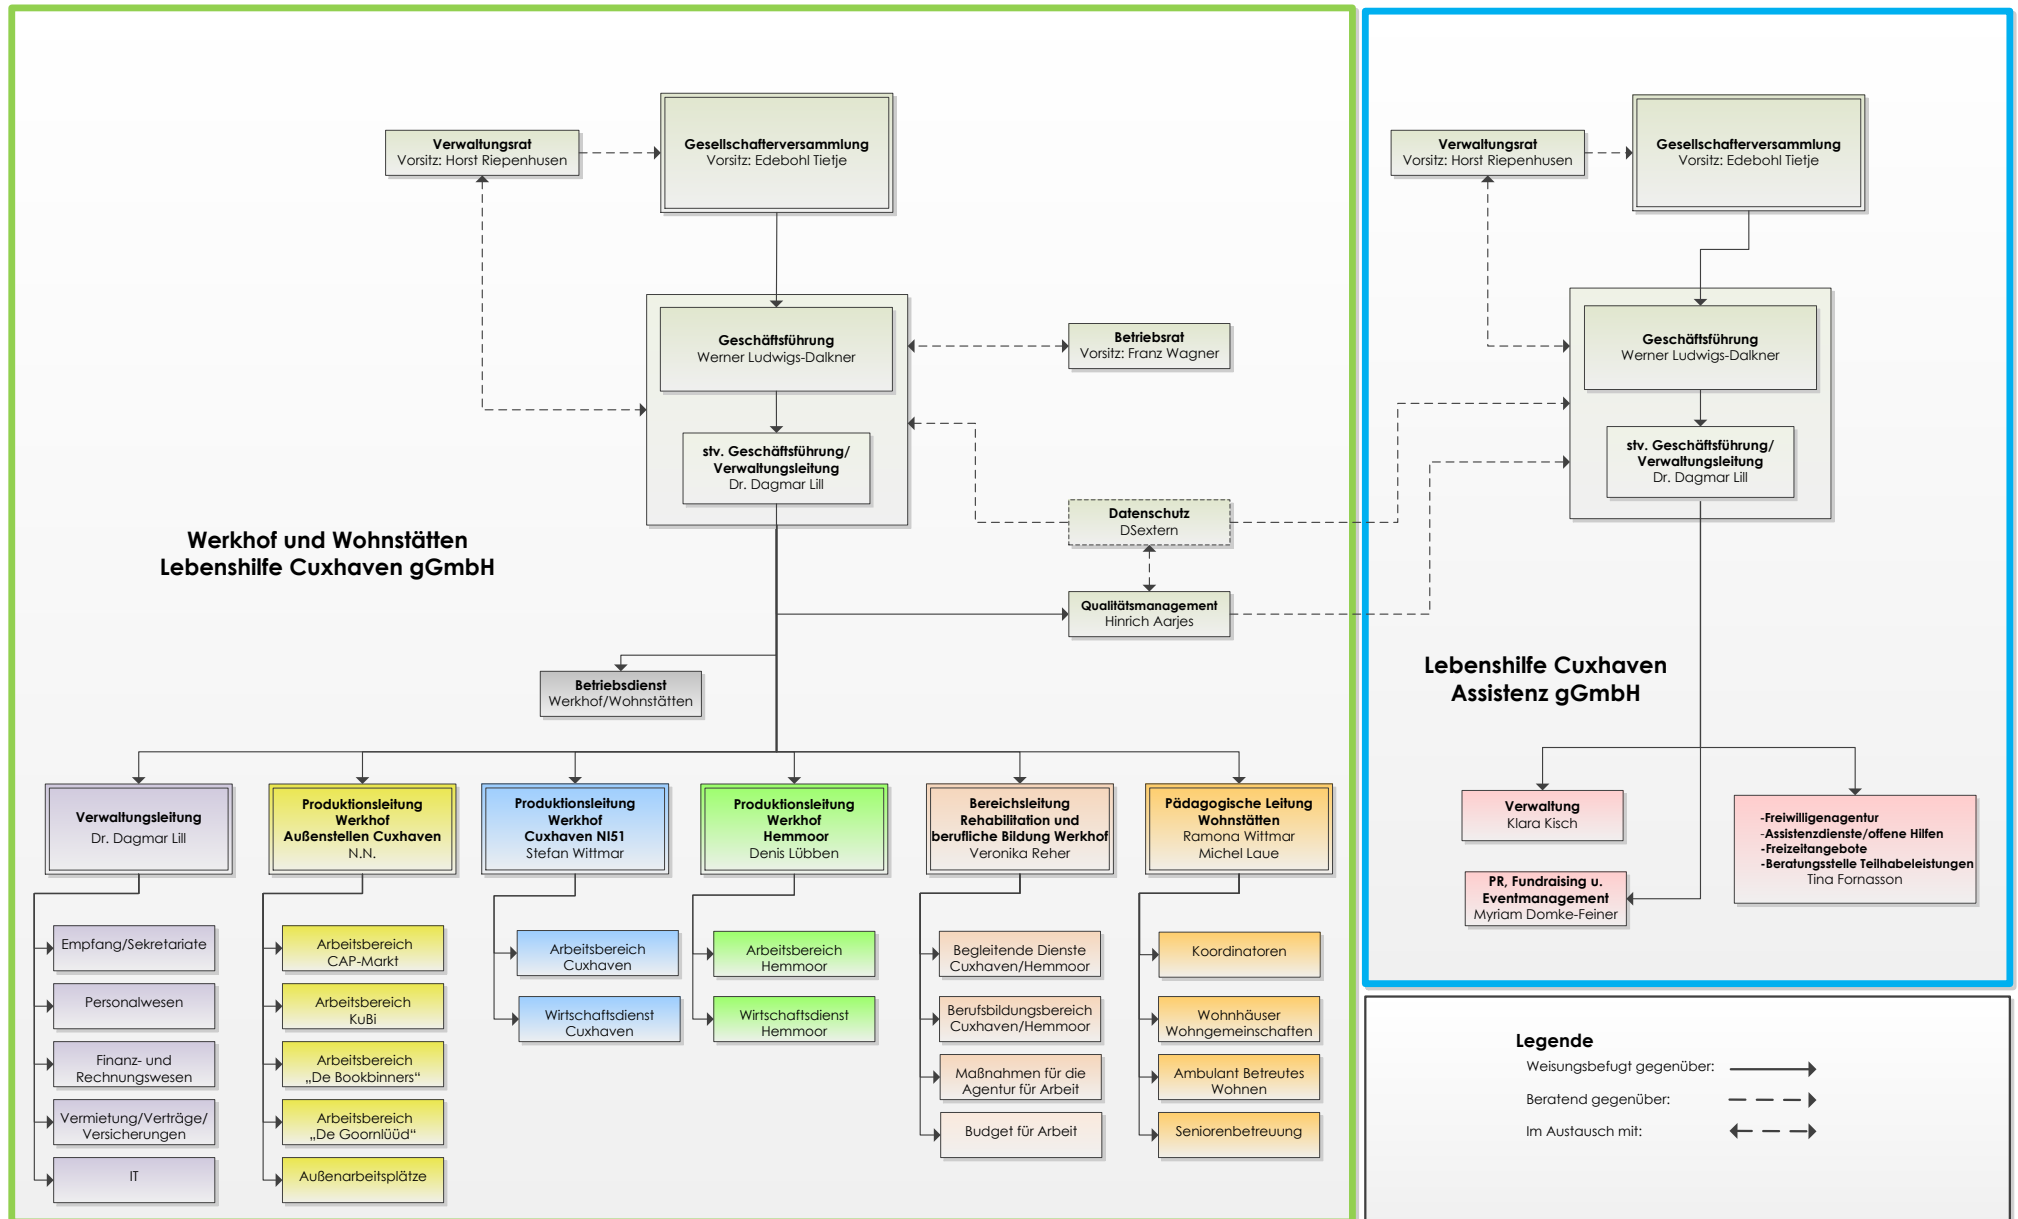 Verwaltungsrat
Vorsitz: Horst Riepenhusen
Gesellschafterversammlung
Vorsitz: Edebohl Tietje
Geschäftsführung
Werner Ludwigs-Dalkner
stv. Geschäftsführung/
Verwaltungsleitung
Dr. Dagmar Lill
Betriebsrat
Vorsitz: Franz Wagner
Datenschutz
DSextern
Qualitätsmanagement
Hinrich Aarjes
Werkhof und Wohnstätten
Lebenshilfe Cuxhaven gGmbH
Betriebsdienst
Werkhof/Wohnstätten
Verwaltungsleitung
Dr. Dagmar Lill
Empfang/Sekretariate
Personalwesen
Finanz- und
Rechnungswesen
Vermietung/Verträge/
Versicherungen
IT
Produktionsleitung
Werkhof
Außenstellen Cuxhaven
N.N.
Arbeitsbereich
CAP-Markt
Arbeitsbereich
KuBi
Arbeitsbereich
„De Bookbinners“
Arbeitsbereich
„De Goornlüüd“
Außenarbeitsplätze
Produktionsleitung
Werkhof
Cuxhaven NI51
Stefan Wittmar
Arbeitsbereich
Cuxhaven
Wirtschaftsdienst
Cuxhaven
Produktionsleitung
Werkhof
Hemmoor
Denis Lübben
Arbeitsbereich
Hemmoor
Wirtschaftsdienst
Hemmoor
Bereichsleitung
Rehabilitation und
berufliche Bildung Werkhof
Veronika Reher
Begleitende Dienste
Cuxhaven/Hemmoor
Berufsbildungsbereich
Cuxhaven/Hemmoor
Maßnahmen für die
Agentur für Arbeit
Budget für Arbeit
Pädagogische Leitung
Wohnstätten
Ramona Wittmar
Michel Laue
Koordinatoren
Wohnhäuser
Wohngemeinschaften
Ambulant Betreutes
Wohnen
Seniorenbetreuung
Verwaltungsrat
Vorsitz: Horst Riepenhusen
Gesellschafterversammlung
Vorsitz: Edebohl Tietje
Geschäftsführung
Werner Ludwigs-Dalkner
stv. Geschäftsführung/
Verwaltungsleitung
Dr. Dagmar Lill
Lebenshilfe Cuxhaven
Assistenz gGmbH
Verwaltung
Klara Kisch
PR, Fundraising u.
Eventmanagement
Myriam Domke-Feiner
-Freiwilligenagentur
-Assistenzdienste/offene Hilfen
-Freizeitangebote
-Beratungsstelle Teilhabeleistungen
Tina Fornasson
Legende
Weisungsbefugt gegenüber:
Beratend gegenüber:
Im Austausch mit: